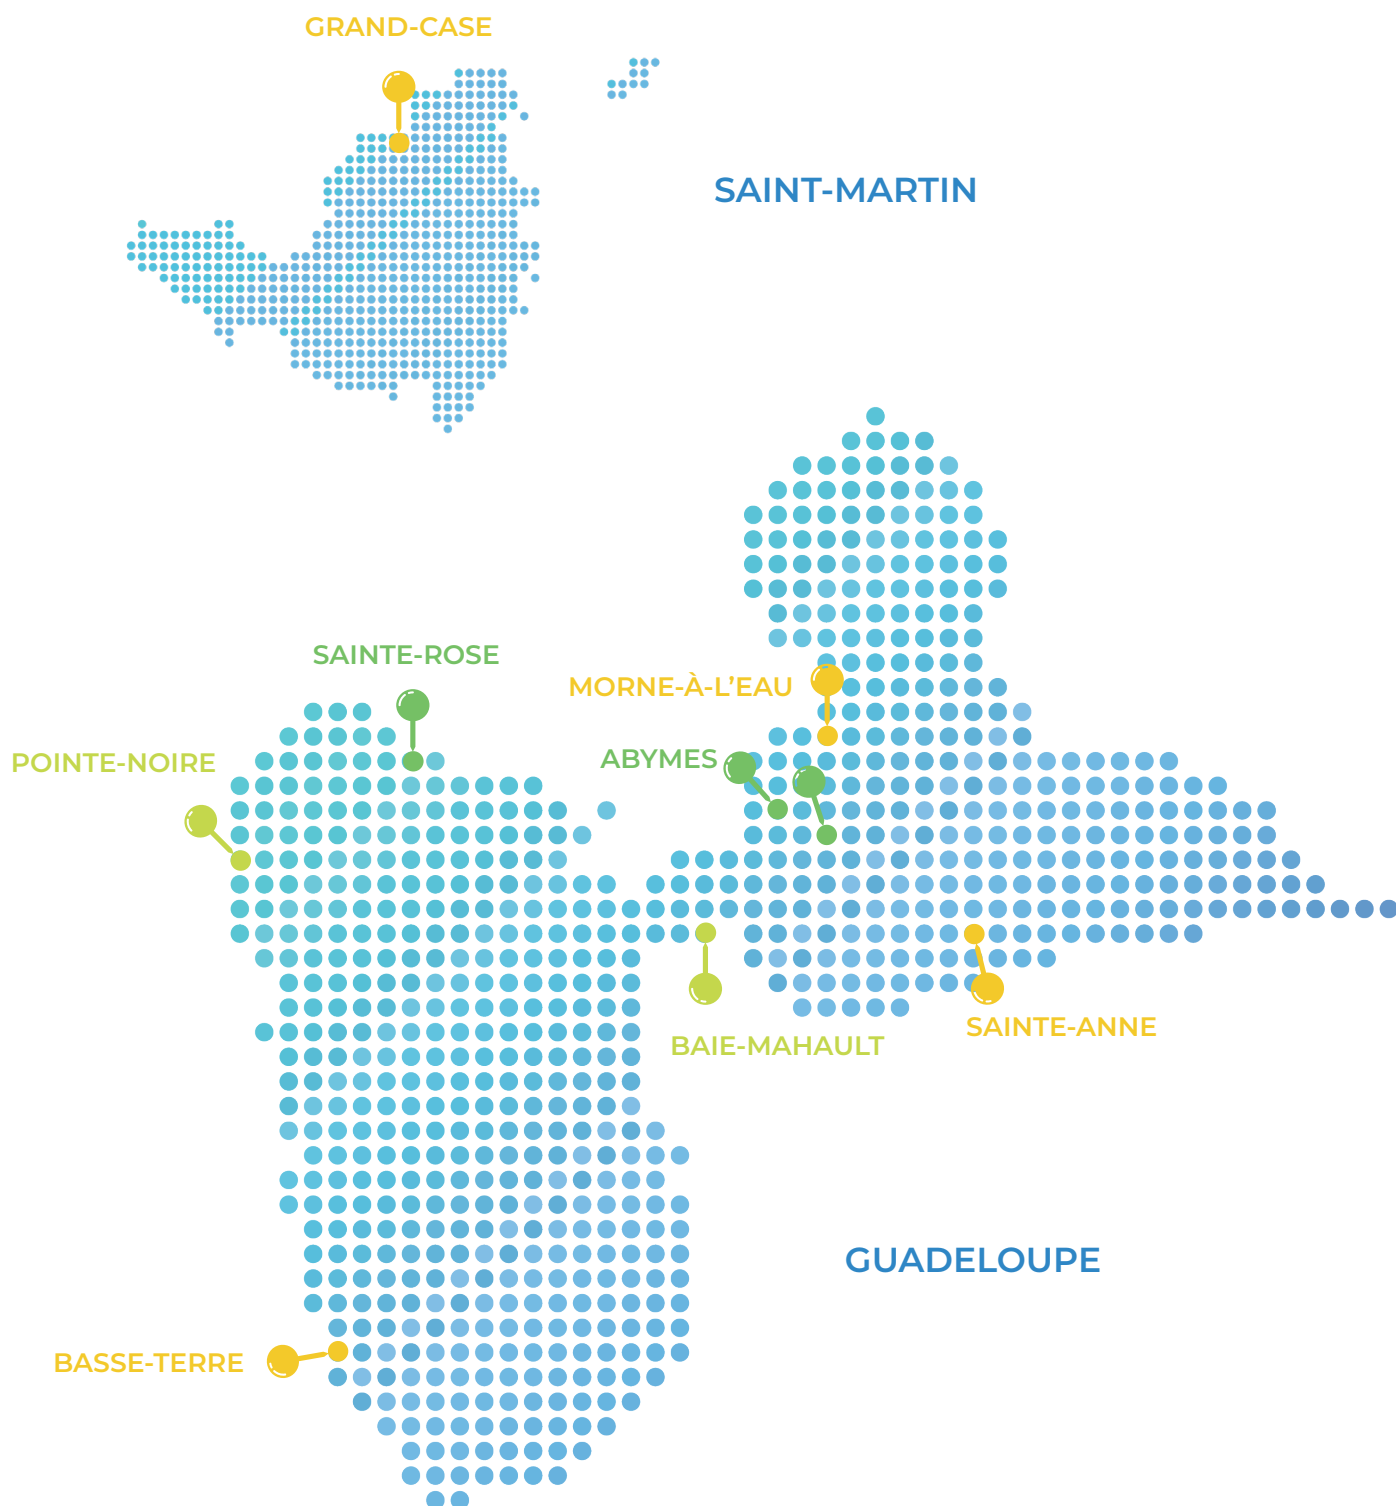 GRAND-CASE
SAINT-MARTIN
SAINTE-ROSE
MORNE-À-L’EAU
POINTE-NOIRE
ABYMES
SAINTE-ANNE
BAIE-MAHAULT
GUADELOUPE
BASSE-TERRE